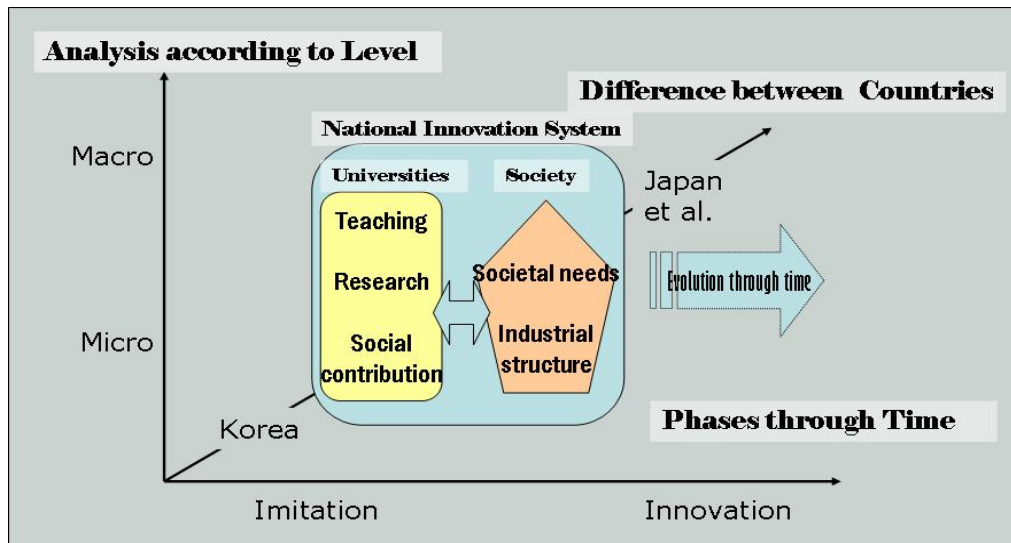 Analysis according to Level
Difference between Countries
National Innovation System
Macro
Universities
Society
Japan
et al.
Teaching
Research
Societal needs
Evolution through time
Micro
Social
contribution
Industrial
structure
Korea
Phases through Time
Imitation
Innovation